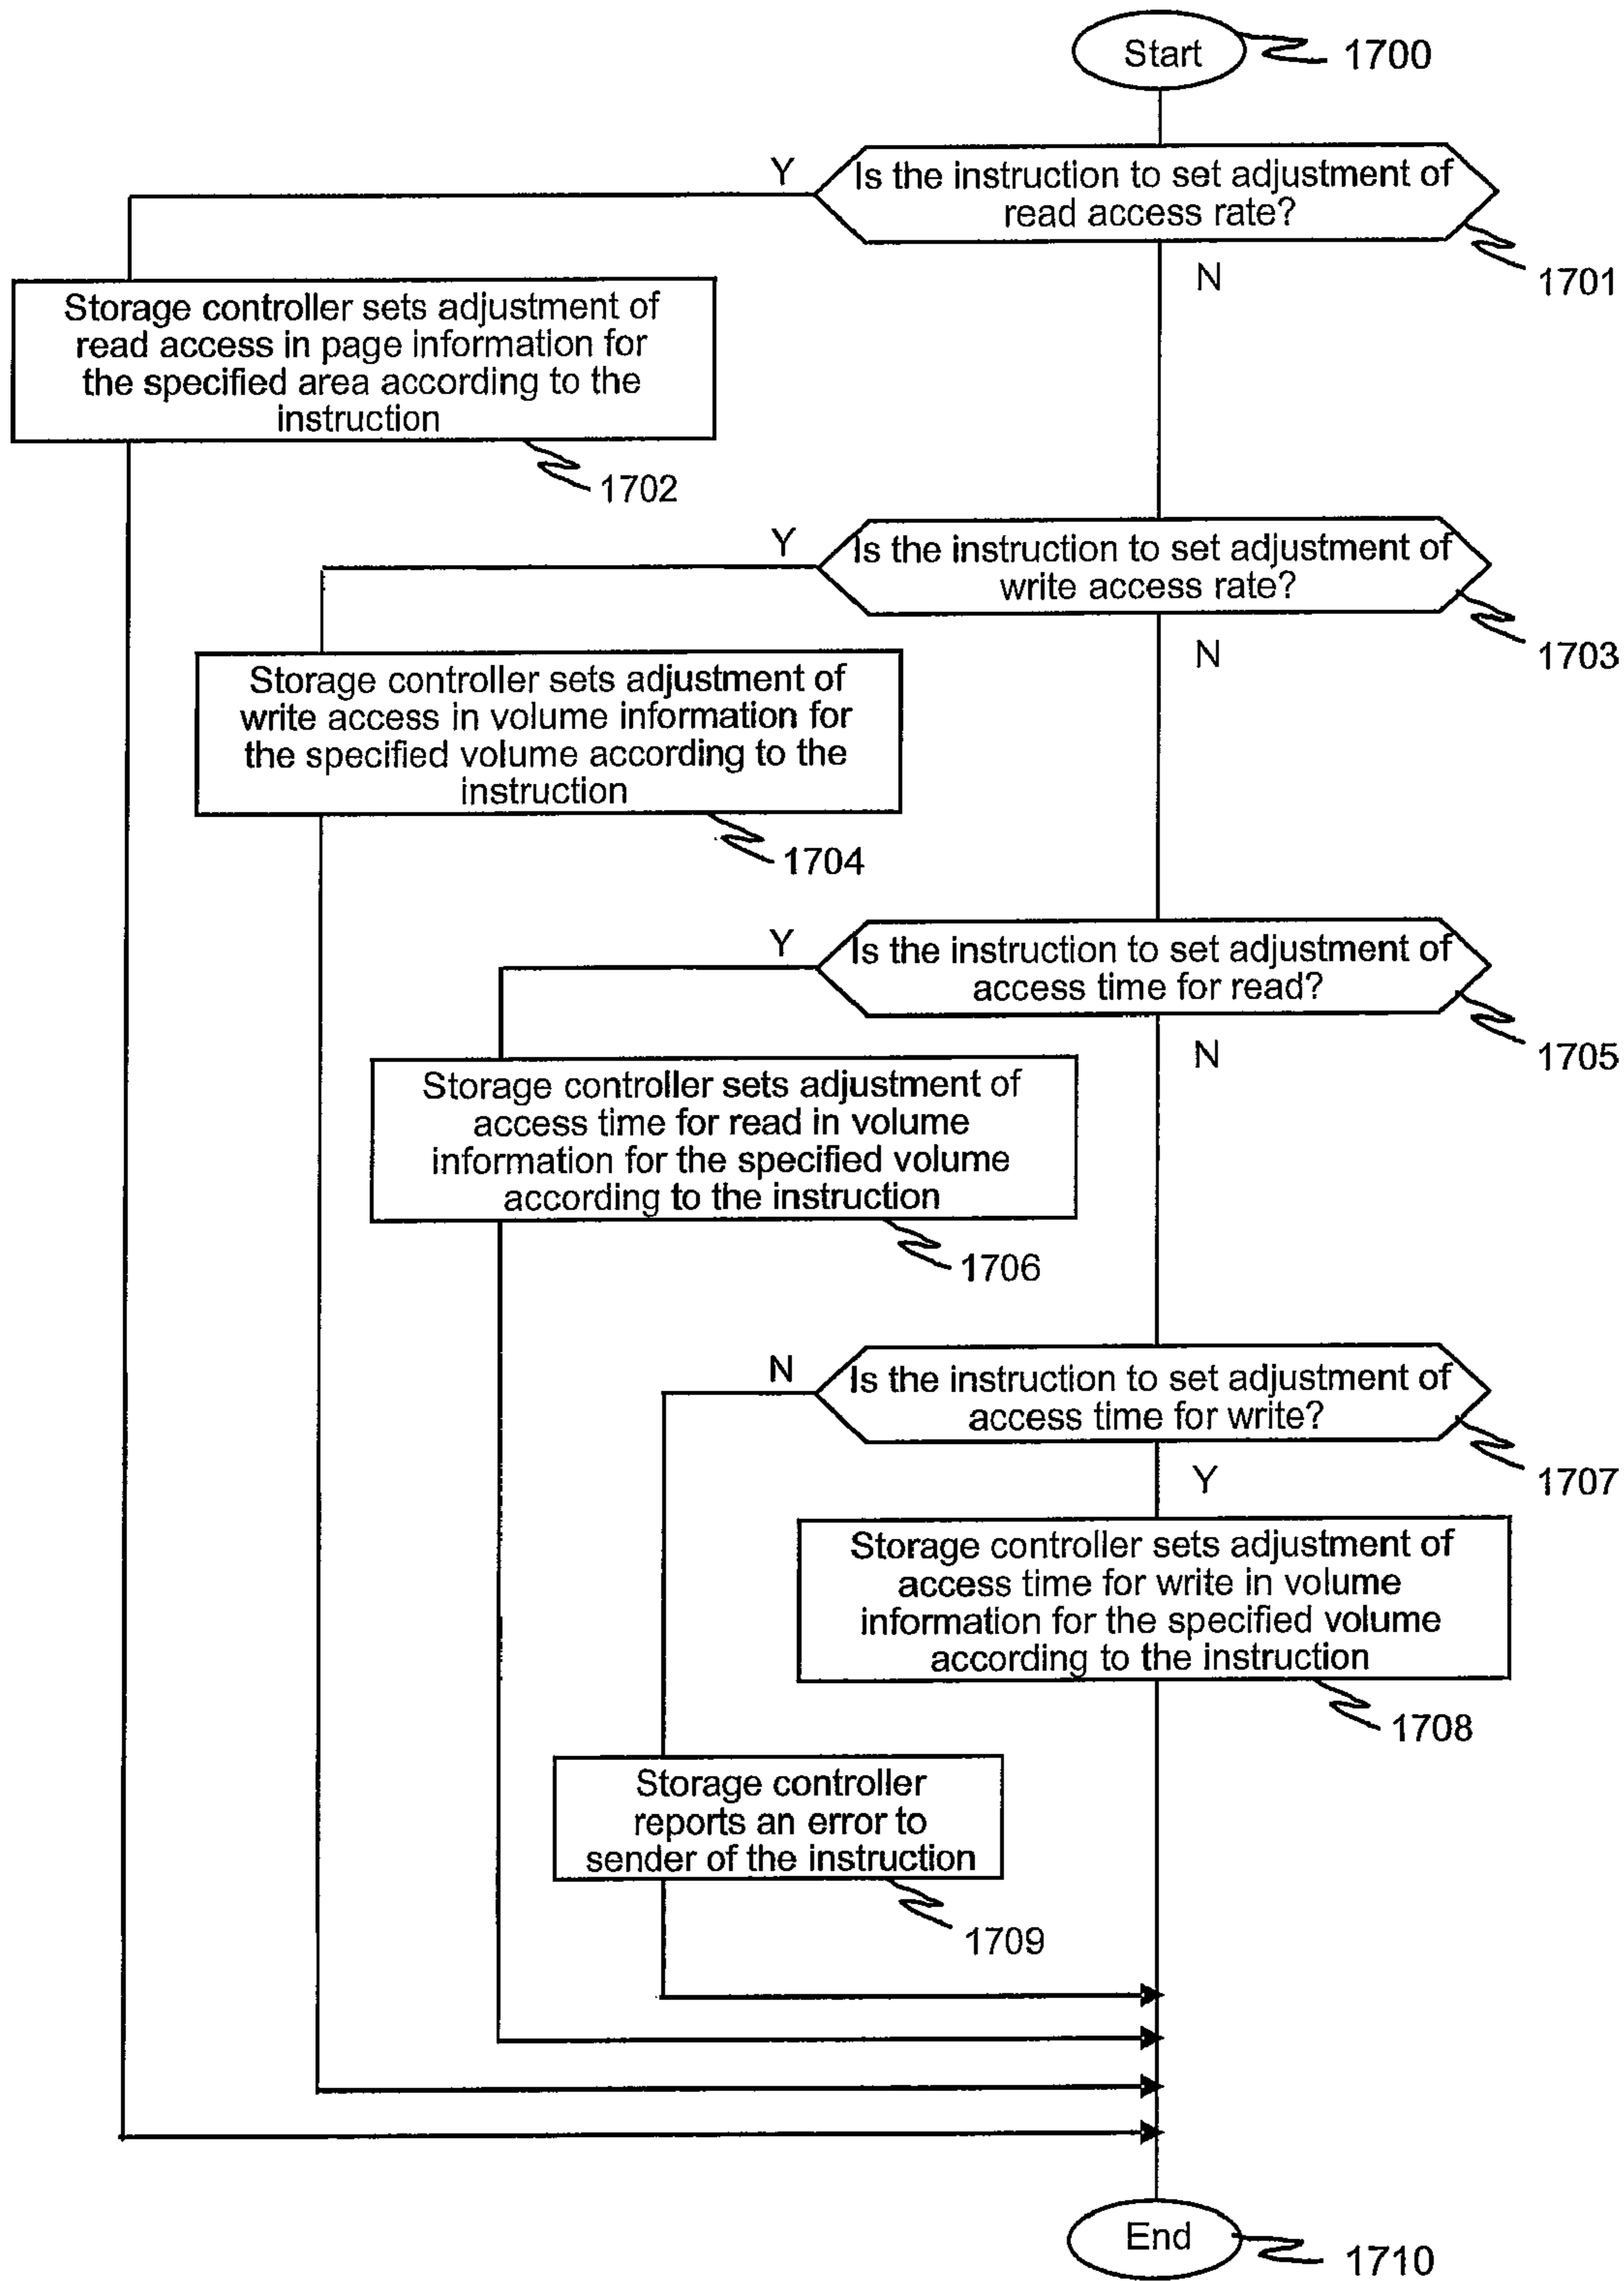 Start
1700
Y
Is the instruction to set adjustment of
read access rate?
1701
N
Storage controller sets adjustment of
read access in page information for
the specified area according to the
instruction
1702
Y
Is the instruction to set adjustment of
write access rate?
1703
N
Storage controller sets adjustment of
write access in volume information for
the specified volume according to the
instruction
1704
Y
Is the instruction to set adjustment of
access time for read?
1705
N
Storage controller sets adjustment of
access time for read in volume
information for the specified volume
according to the instruction
1706
N
Is the instruction to set adjustment of
access time for write?
1707
Y
Storage controller sets adjustment of
access time for write in volume
information for the specified volume
according to the instruction
1708
Storage controller
reports an error to
sender of the instruction
1709
End
1710